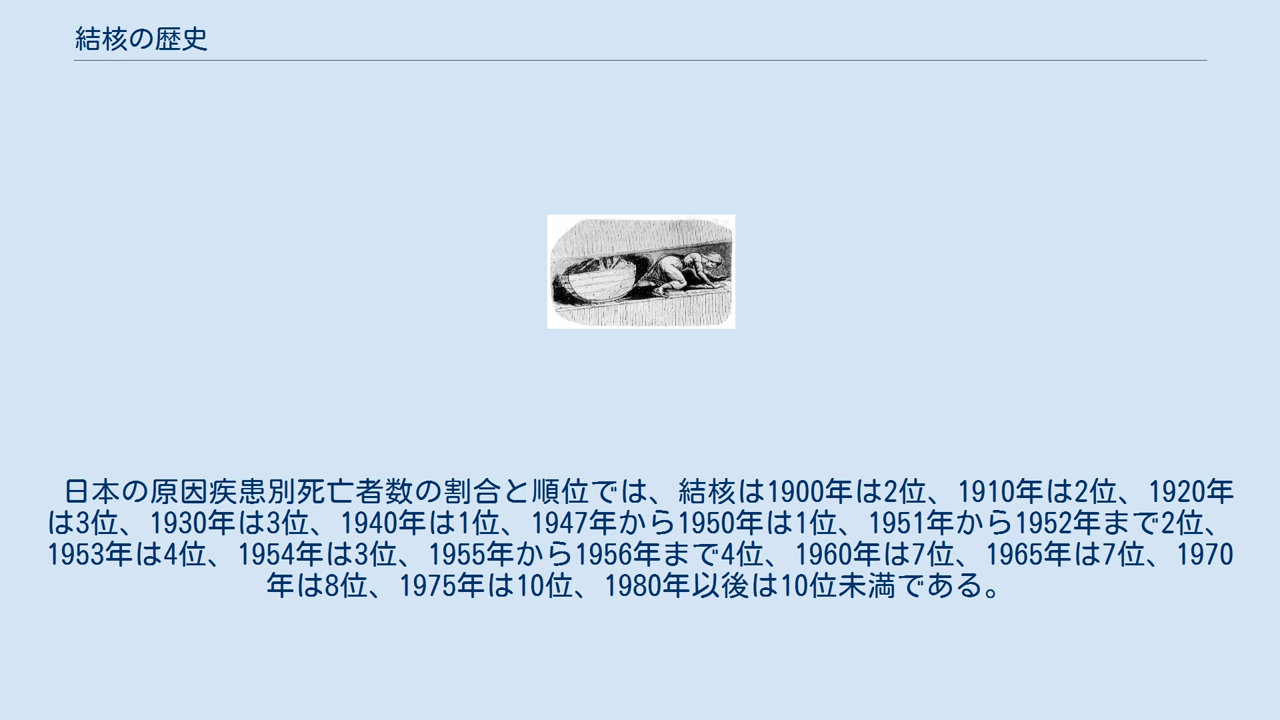 結核の歴史
日本の原因疾患別死亡者数の割合と順位では、結核は1900年は2位、1910年は2位、1920年
は3位、1930年は3位、1940年は1位、1947年から1950年は1位、1951年から1952年まで2位、
1953年は4位、1954年は3位、1955年から1956年まで4位、1960年は7位、1965年は7位、1970
年は8位、1975年は10位、1980年以後は10位未満である。